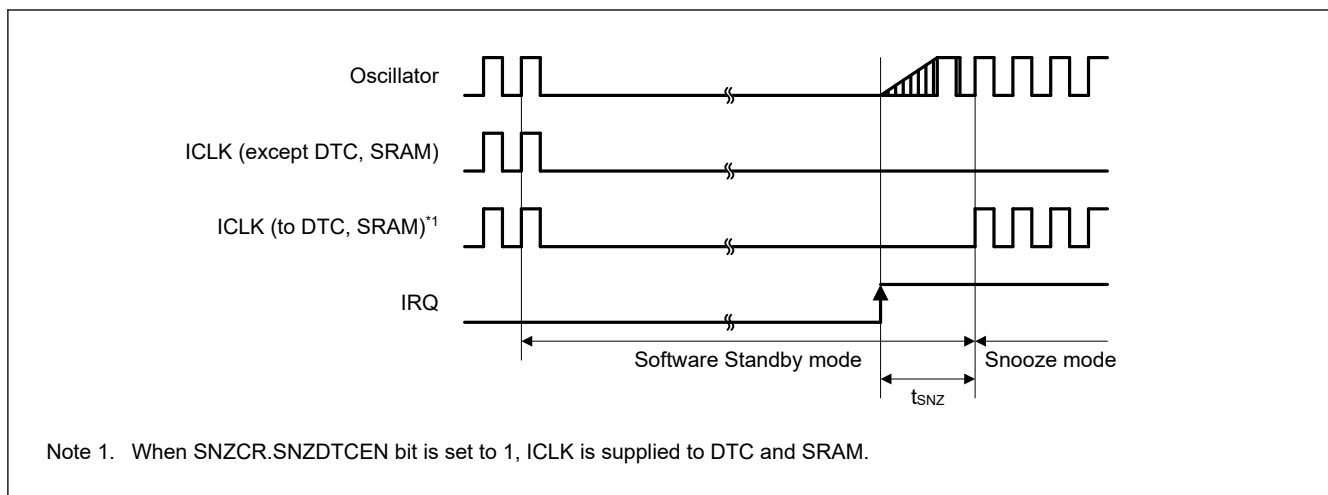 Oscillator
ICLK (except DTC, SRAM)
ICLK (to DTC, SRAM)*1
IRQ
Software Standby mode
Snooze mode
tSNZ
Note 1. When SNZCR.SNZDTCEN bit is set to 1, ICLK is supplied to DTC and SRAM.